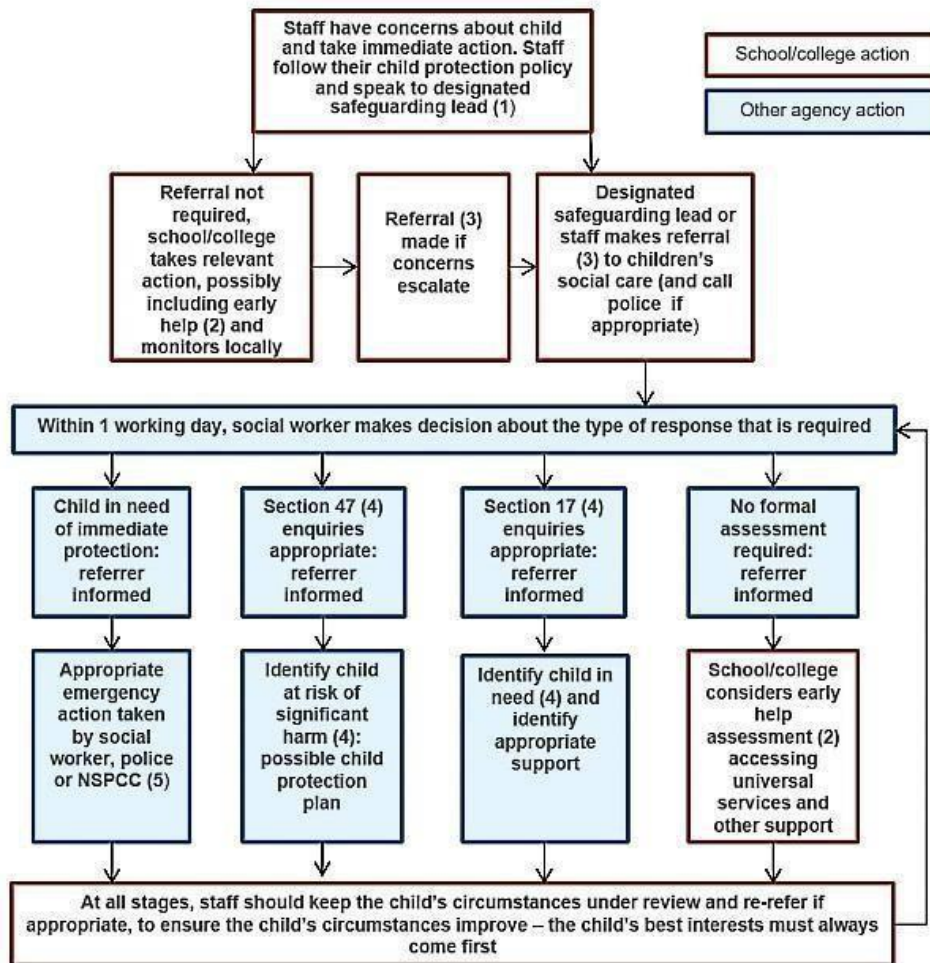 Staff have concerns about child
and take immediate action. Staff
follow their child protection policy
and speak to designated
safeguarding lead (1)
School/college action
Other agency action
Referral not
required,
school/college
takes relevant
action, possibly
including early
help (2) and
monitors locally
Referral (3)
made if
concerns
escalate
Designated
safeguarding lead or
staff makes referral
(3) to children’s
social care (and call
police if
appropriate)
Within 1 working day, social worker makes decision about the type of response that is required
Child in need
of immediate
protection:
referrer
informed
Section 47 (4)
enquiries
appropriate:
referrer
informed
Section 17 (4)
enquiries
appropriate:
referrer
informed
No formal
assessment
required:
referrer
informed
Appropriate
emergency
action taken
by social
worker, police
or NSPCC (5)
Identify child
at risk of
significant
harm (4):
possible child
protection
plan
Identify child in
need (4) and
identify
appropriate
support
School/college
considers early
help
assessment (2)
accessing
universal
services and
other support
At all stages, staff should keep the child’s circumstances under review and re-refer if
appropriate, to ensure the child’s circumstances improve – the child’s best interests must always
come first